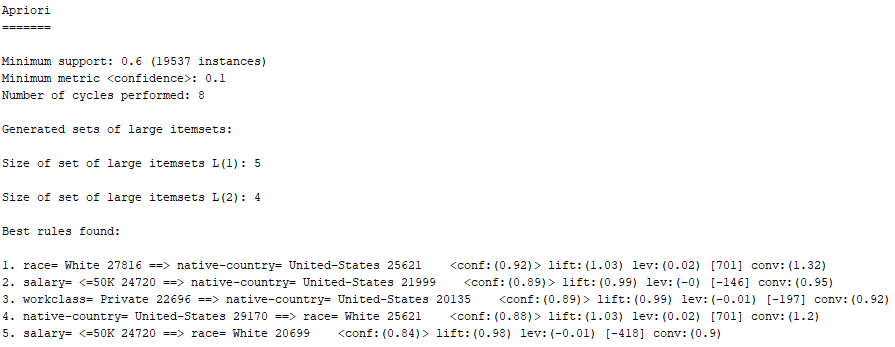 Apriori
=======
Minimum support: 0.6 (19537 instances)
Minimum metric <confidence>: 0.1
Number of cycles performed: 8
Generated sets of large itemsets:
Size of set of large itemsets L(1): 5
Size of set of large itemsets L(2): 4
Best rules found:
1. race= White 27816 ==> native-country= United-States 25621    <conf:(0.92)> lift:(1.03) lev:(0.02) [701] conv:(1.32)
2. salary= <=50K 24720 ==> native-country= United-States 21999    <conf:(0.89)> lift:(0.99) lev:(-0) [-146] conv:(0.95)
3. workclass= Private 22696 ==> native-country= United-States 20135    <conf:(0.89)> lift:(0.99) lev:(-0.01) [-197] conv:(0.92)
4. native-country= United-States 29170 ==> race= White 25621    <conf:(0.88)> lift:(1.03) lev:(0.02) [701] conv:(1.2)
5. salary= <=50K 24720 ==> race= White 20699    <conf:(0.84)> lift:(0.98) lev:(-0.01) [-418] conv:(0.9)